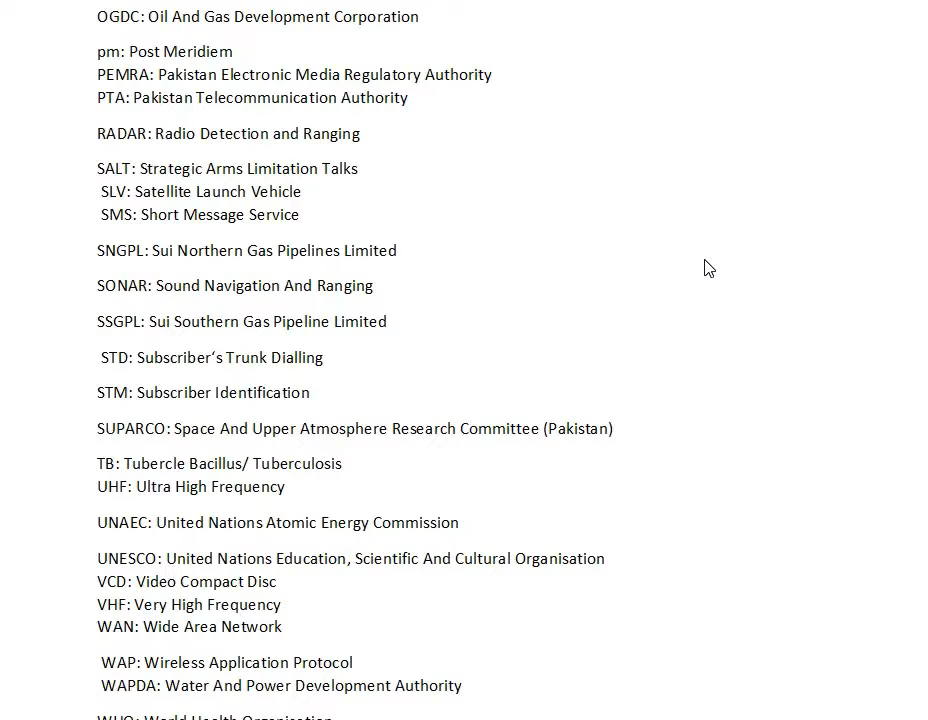 OGDC: Oil And Gas Development Corporation
pm: Post Meridiem
PEMRA: Pakistan Electronic Media Regulatory Authority
PTA: Pakistan Telecommunication Authority
RADAR: Radio Detection and Ranging
SALT: Strategic Arms Limitation Talks
SLV: Satellite Launch Vehicle
SMS: Short Message Service
SNGPL: Sui Northern Gas Pipelines Limited
SONAR: Sound Navigation And Ranging
SSGPL: Sui Southern Gas Pipeline Limited
STD: Subscriber‘s Trunk Dialling
STM: Subscriber Identification
SUPARCO: Space And Upper Atmosphere Research Committee (Pakistan)
TB: Tubercle Bacillus/ Tuberculosis
UHF: Ultra High Frequency
UNAEC: United Nations Atomic Energy Commission
UNESCO: United Nations Education, Scientific And Cultural Organisation
VCD: Video Compact Disc
VHF: Very High Frequency
WAN: Wide Area Network
WAP: Wireless Application Protocol
WAPDA: Water And Power Development Authority
WHO: World Health Organisation